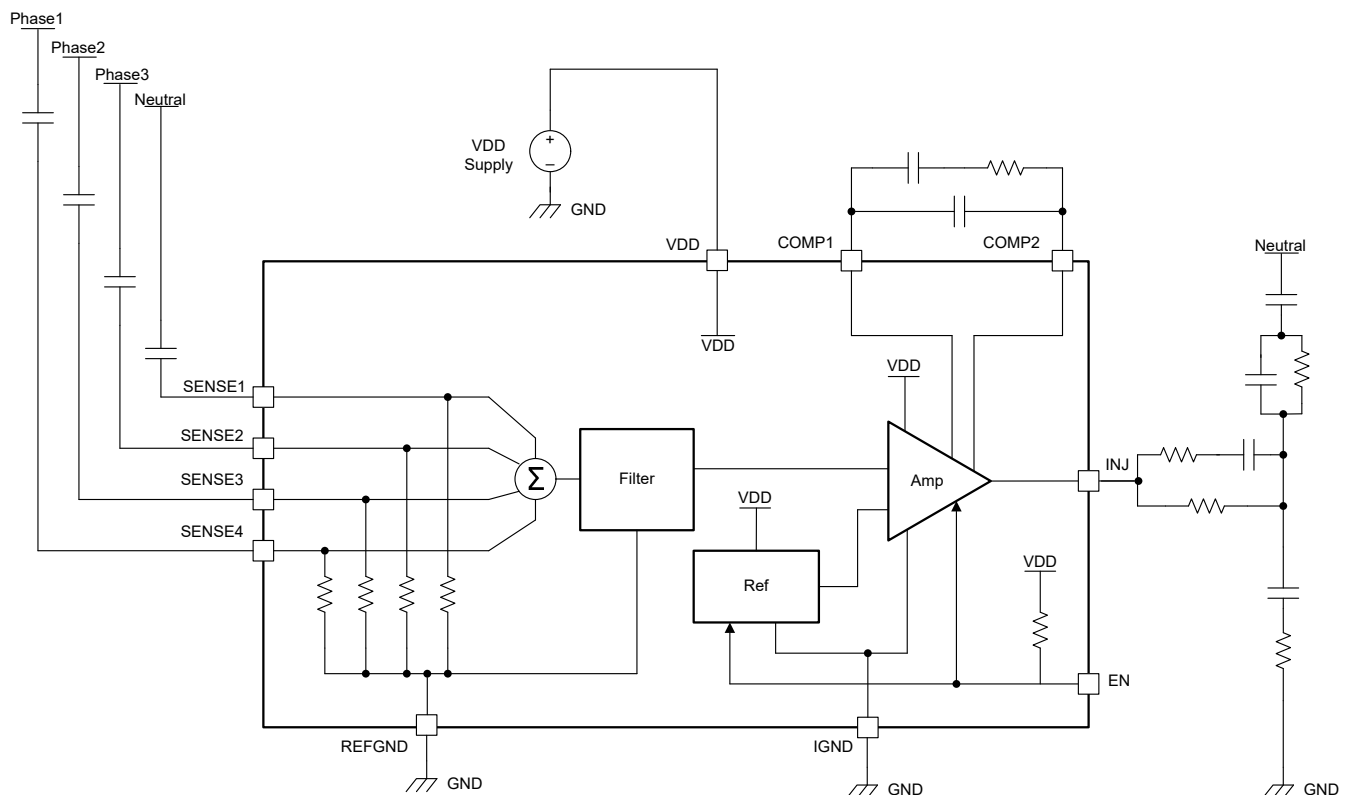 Phase1
Phase2
Phase3
Neutral
VDD
Supply
+
–
GND
VDD
COMP1
COMP2
Neutral
VDD
VDD
SENSE1
SENSE2
SENSE3
SENSE4
Σ
Filter
Amp
INJ
VDD
Ref
VDD
EN
REFGND
IGND
GND
GND
GND